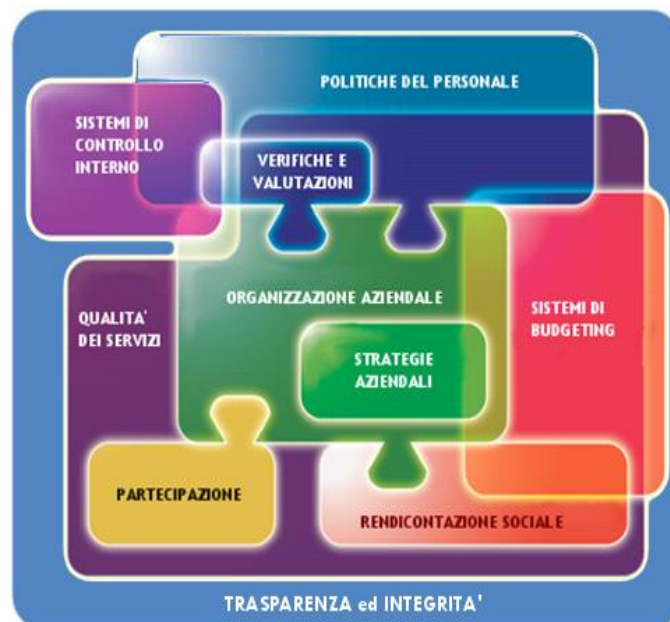 POLITICHE DEL PERSONALE
SISTEMI DI
CONTROLLO
INTERNO
VERIFICHE E
VALUTAZIONI
ORGANIZZAZIONE AZIENDALE
QUALITA'
DEI SERVIZI
SISTEMI DI
BUDGETING
STRATEGIE
AZIENDALI
PARTECIPAZIONE
RENDICONTAZIONE SOCIALE
TRASPARENZA ed INTEGRITA'